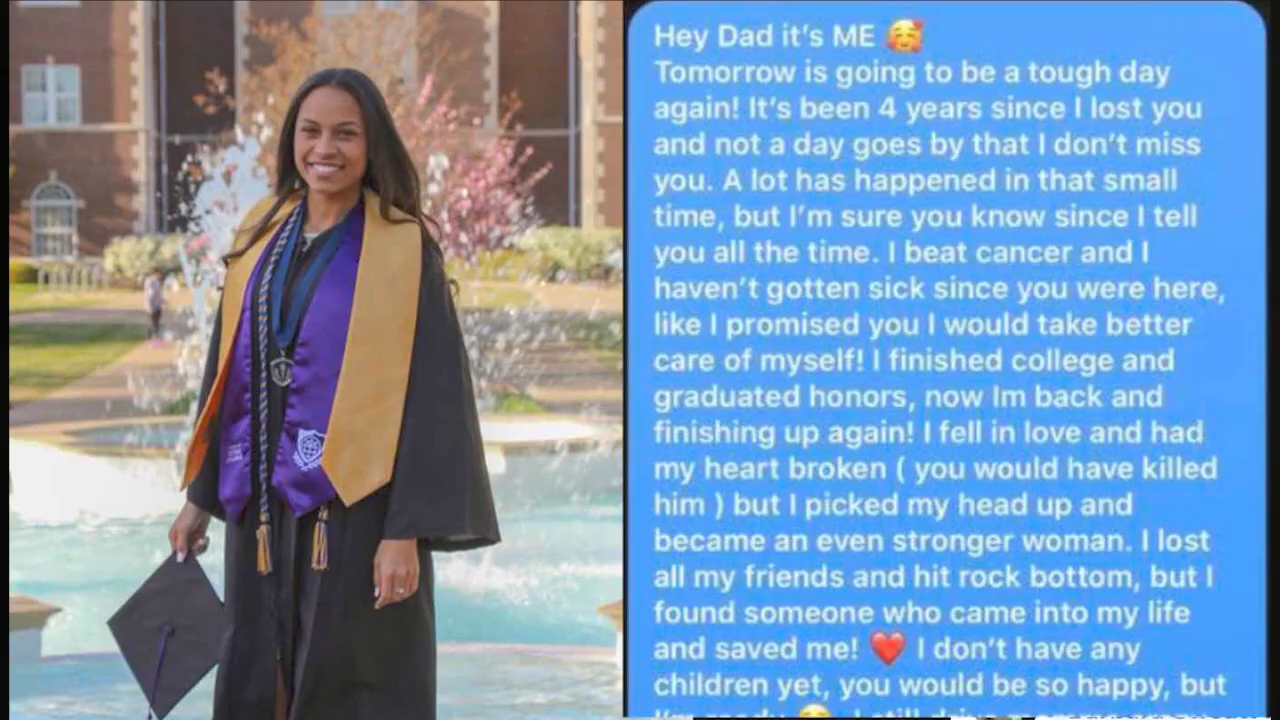 Hey Dad it's ME 🥰
Tomorrow is going to be a tough day
again! It's been 4 years since I lost you
and not a day goes by that I don't miss
you. A lot has happened in that small
time, but I'm sure you know since I tell
you all the time. I beat cancer and I
haven't gotten sick since you were here,
like I promised you I would take better
care of myself! I finished college and
graduated honors, now Im back and
finishing up again! I fell in love and had
my heart broken ( you would have killed
him ) but I picked my head up and
became an even stronger woman. I lost
all my friends and hit rock bottom, but I
found someone who came into my life
and saved me! ❤️ I don't have any
children yet, you would be so happy, but